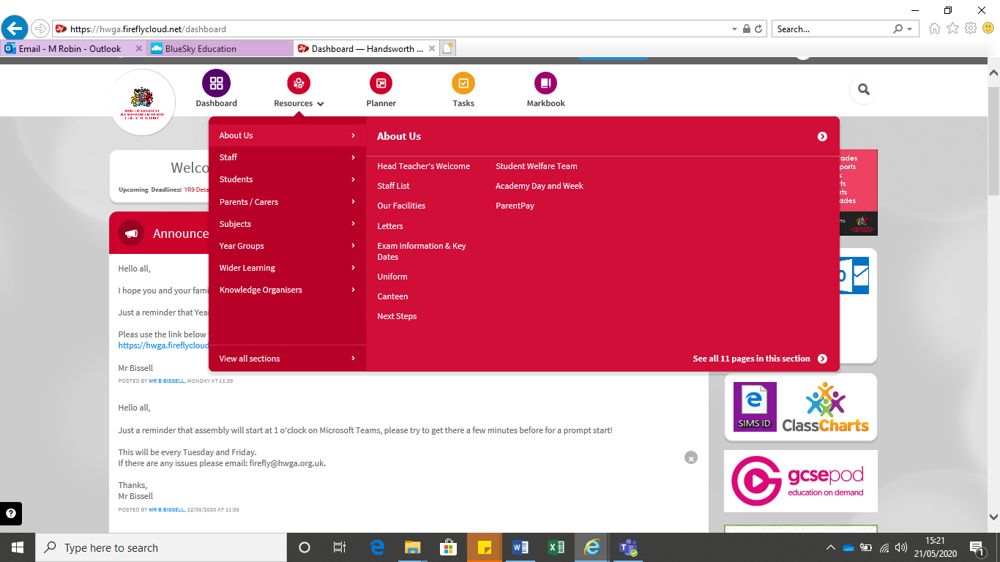 https://hwga.fireflycloud.net/dashboard
Search...
Email - M Robin - Outlook
BlueSky Education
Dashboard — Handsworth ...
Dashboard
Resources
Planner
Tasks
Markbook
About Us
Staff
Students
Parents / Carers
Subjects
Year Groups
Wider Learning
Knowledge Organisers
View all sections
About Us
Head Teacher's Welcome
Student Welfare Team
Staff List
Academy Day and Week
Our Facilities
ParentPay
Letters
Exam Information & Key
Dates
Uniform
Canteen
Next Steps
See all 11 pages in this section
Welco
Upcoming Deadlines: YR9 Deta
Announce
Hello all,
I hope you and your fami
Just a reminder that Yea
Pleas use the link below
https://hwga.fireflycloud
Mr Bissell
POSTED BY MR B BISSELL, MONDAY AT 11:39
Hello all,
Just a reminder that assembly will start at 1 o'clock on Microsoft Teams, please try to get there a few minutes before for a prompt start!
This will be every Tuesday and Friday.
If there are any issues please email: firefly@hwga.org.uk.
Thanks,
Mr Bissell
POSTED BY MR B BISSELL, 12/05/2020 AT 11:55
ades
ports
s
rts
ades
es
SIMS ID
ClassCharts
gcsepod
education on demand
Type here to search
15:21
21/05/2020
1